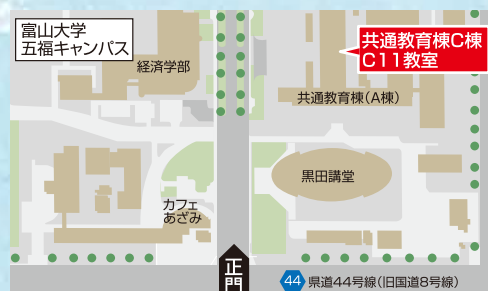 富山大学
五福キャンパス
経済学部
共通教育棟C棟
C11教室
共通教育棟(A棟)
黒田講堂
カフェ
あざみ
正門
44 県道44号線(旧国道8号線)